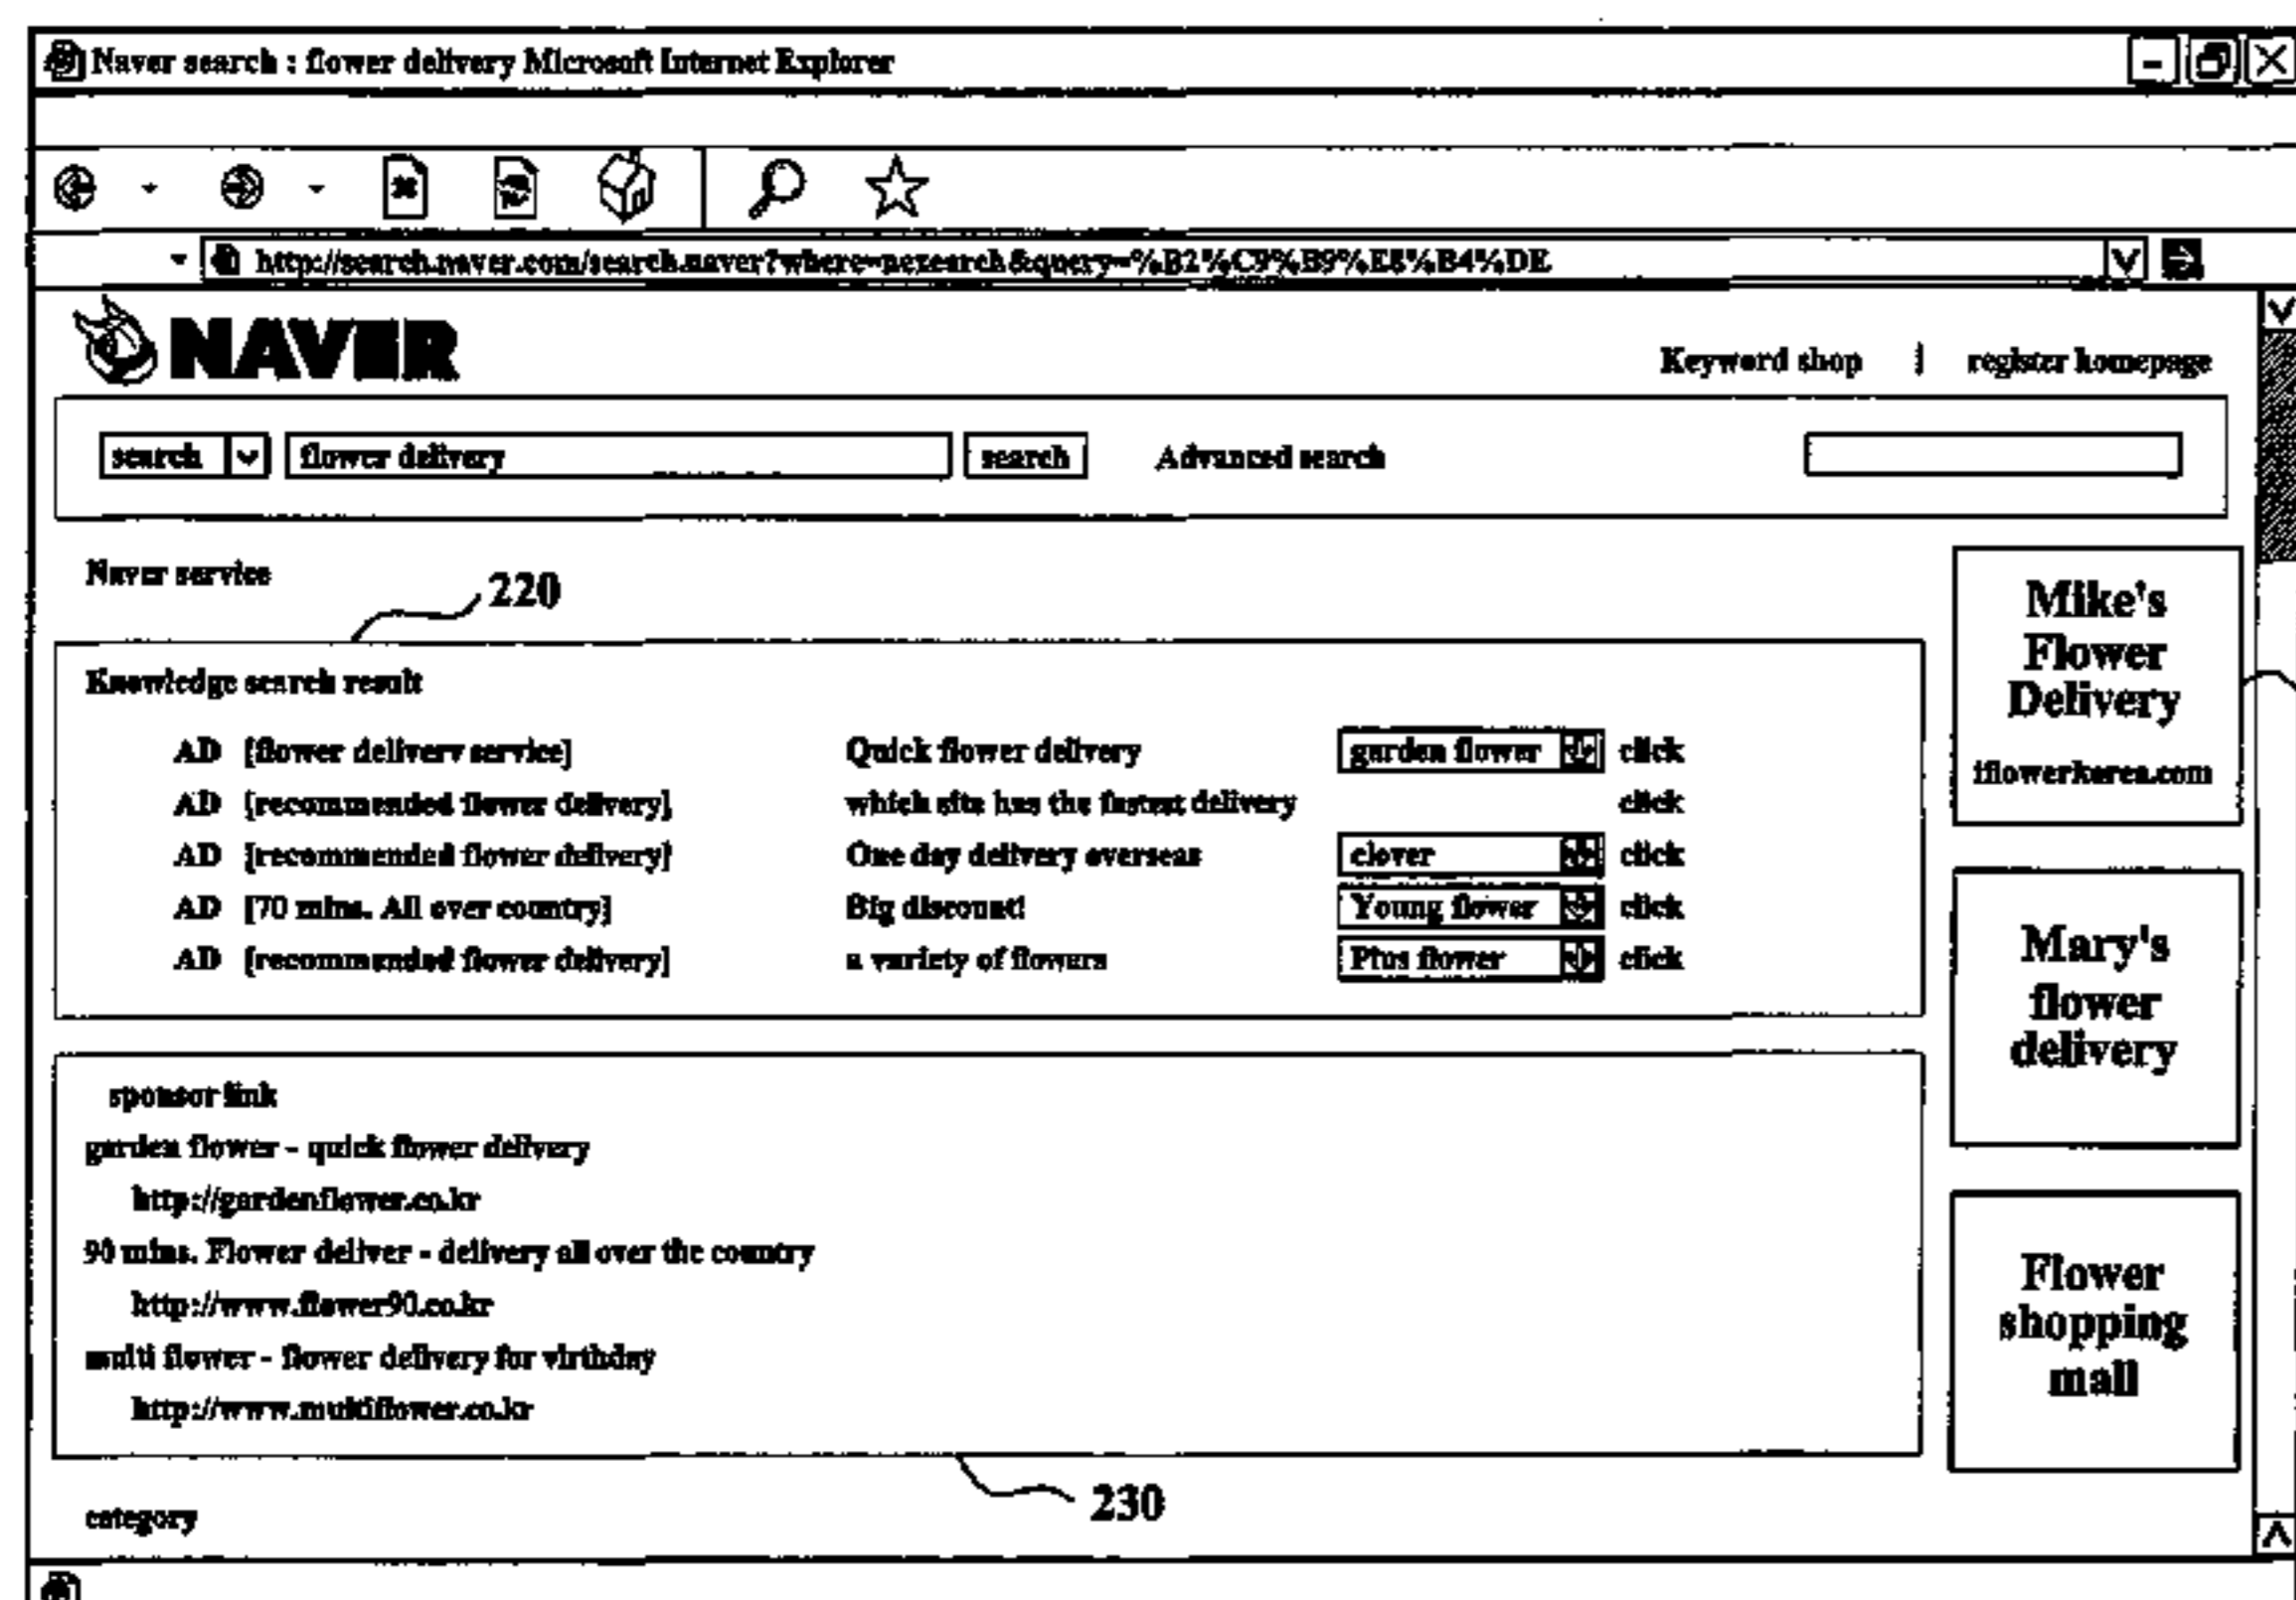 Naver search : flower delivery Microsoft Internet Explorer
http://search.naver.com/search.naver?where=nexearch&query=%B2%C9%B9%E8%B4%DE
NAVER
Keyword shop | register homepage
search flower delivery search Advanced search
Naver service
220
Knowledge search result
AD [flower delivery service] Quick flower delivery garden flower click
AD [recommended flower delivery] which site has the fastest delivery click
AD [recommended flower delivery] One day delivery overseas clover click
AD [70 mins. All over country] Big discount! Young flower click
AD [recommended flower delivery] a variety of flowers Plus flower click
sponsor link
garden flower - quick flower delivery
http://gardenflower.co.kr
90 mins. Flower deliver - delivery all over the country
http://www.flower90.co.kr
multi flower - flower delivery for virthday
http://www.multiflower.co.kr
230
category
Mike's
Flower
Delivery
iflowerkorea.com
Mary's
flower
delivery
Flower
shopping
mall